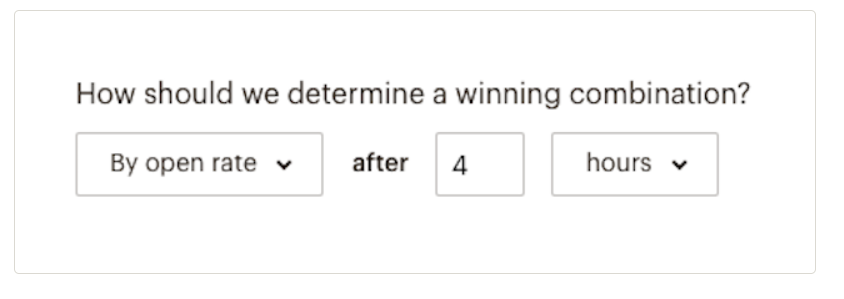 How should we determine a winning combination?
By open rate after 4 hours